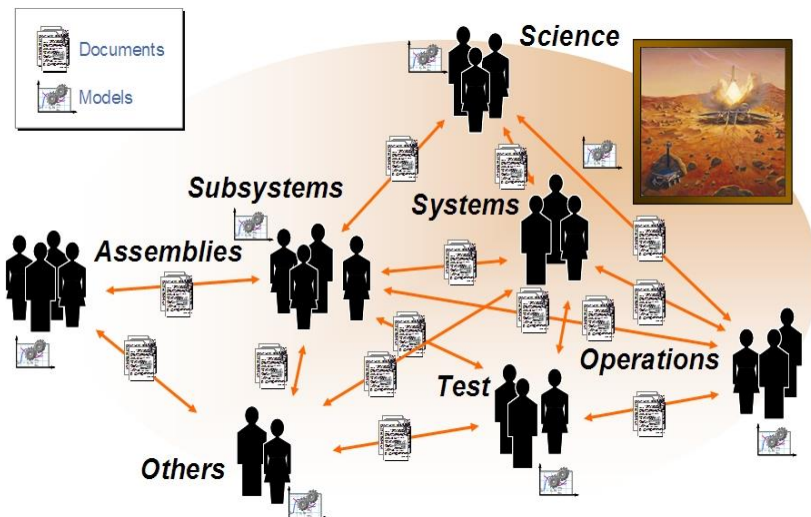 Documents
Models
Science
Subsystems
Systems
Assemblies
Operations
Test
Others